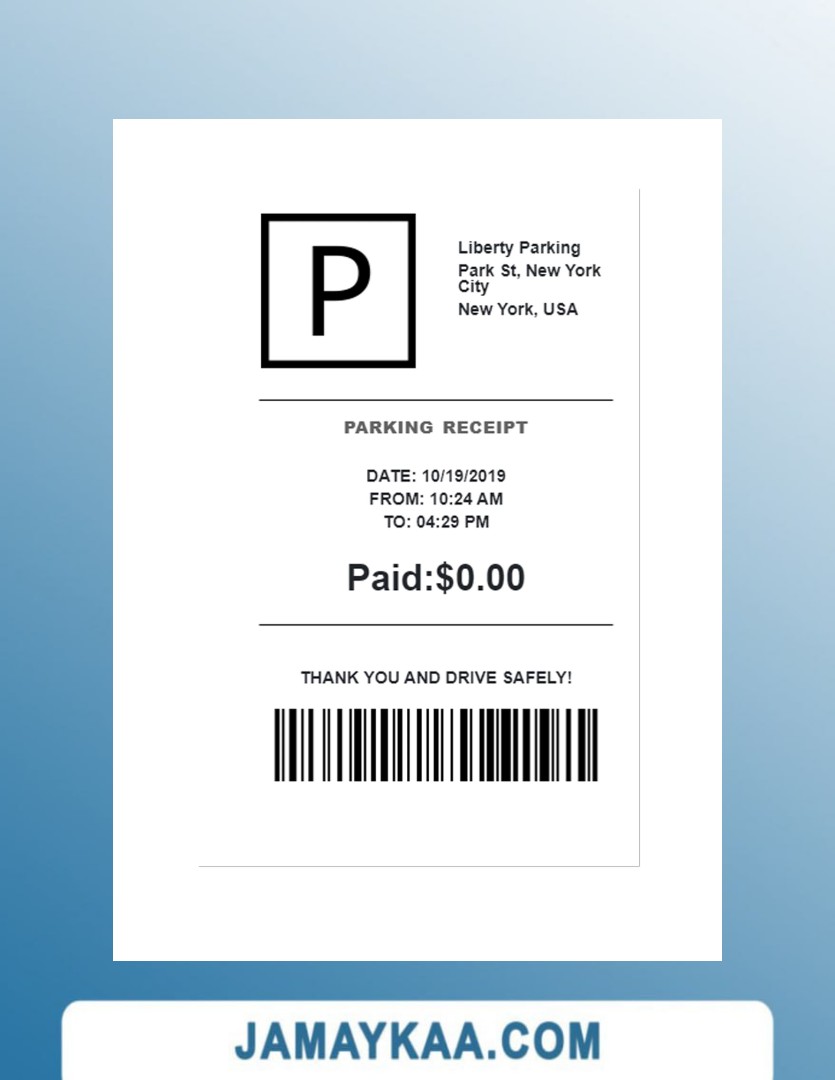 P
Liberty Parking
Park St, New York
City
New York, USA
PARKING RECEIPT
DATE: 10/19/2019
FROM: 10:24 AM
TO: 04:29 PM
Paid:$0.00
THANK YOU AND DRIVE SAFELY!
JAMAYKAA.COM